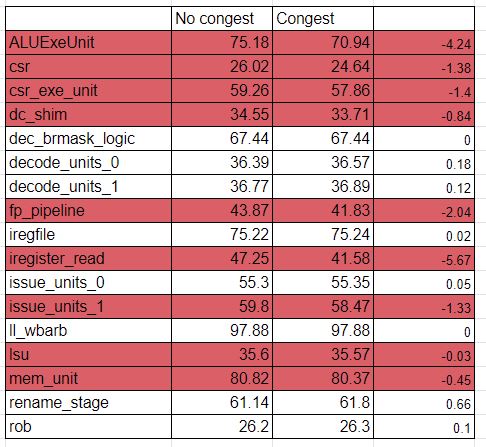 No congest Congest
ALUExeUnit 75.18 70.94 -4.24
csr 26.02 24.64 -1.38
csr_exe_unit 59.26 57.86 -1.4
dc_shim 34.55 33.71 -0.84
dec_brmask_logic 67.44 67.44 0
decode_units_0 36.39 36.57 0.18
decode_units_1 36.77 36.89 0.12
fp_pipeline 43.87 41.83 -2.04
iregfile 75.22 75.24 0.02
iregister_read 47.25 41.58 -5.67
issue_units_0 55.3 55.35 0.05
issue_units_1 59.8 58.47 -1.33
ll_wbarb 97.88 97.88 0
lsu 35.6 35.57 -0.03
mem_unit 80.82 80.37 -0.45
rename_stage 61.14 61.8 0.66
rob 26.2 26.3 0.1